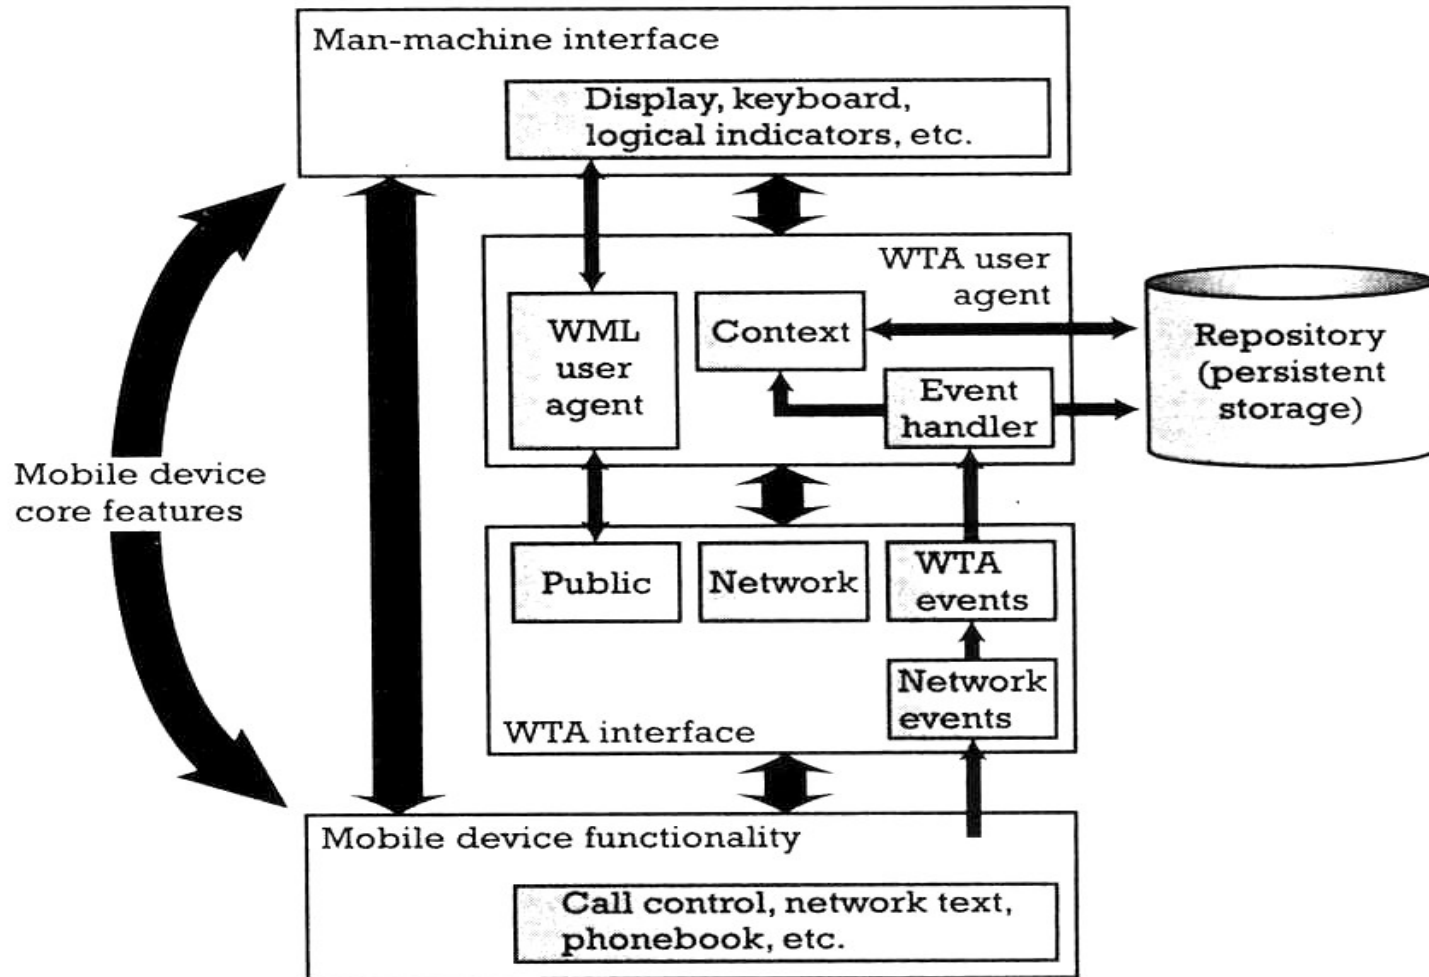 Man-machine interface
Display, keyboard,
logical indicators, etc.
WTA user
agent
WML
user
agent
Context
Event
handler
Repository
(persistent
storage)
Mobile device
core features
Public
Network
WTA
events
Network
events
WTA interface
Mobile device functionality
Call control, network text,
phonebook, etc.